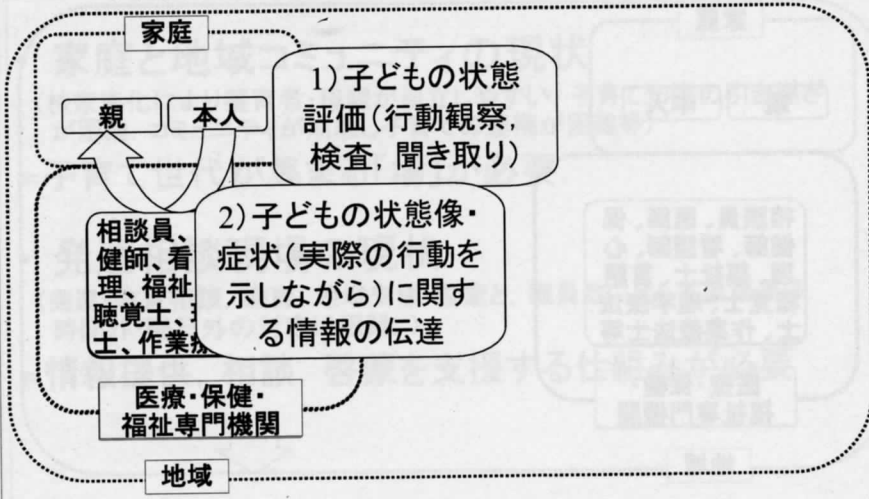 家庭
1)子どもの状態
評価(行動観察,
検査,聞き取り)
親
本人
2)子どもの状態像・
症状(実際の行動を
示しながら)に関す
る情報の伝達
相談員、
健師、看
理、福祉
聴覚士、
士、作業療
医療・保健・
福祉専門機関
地域